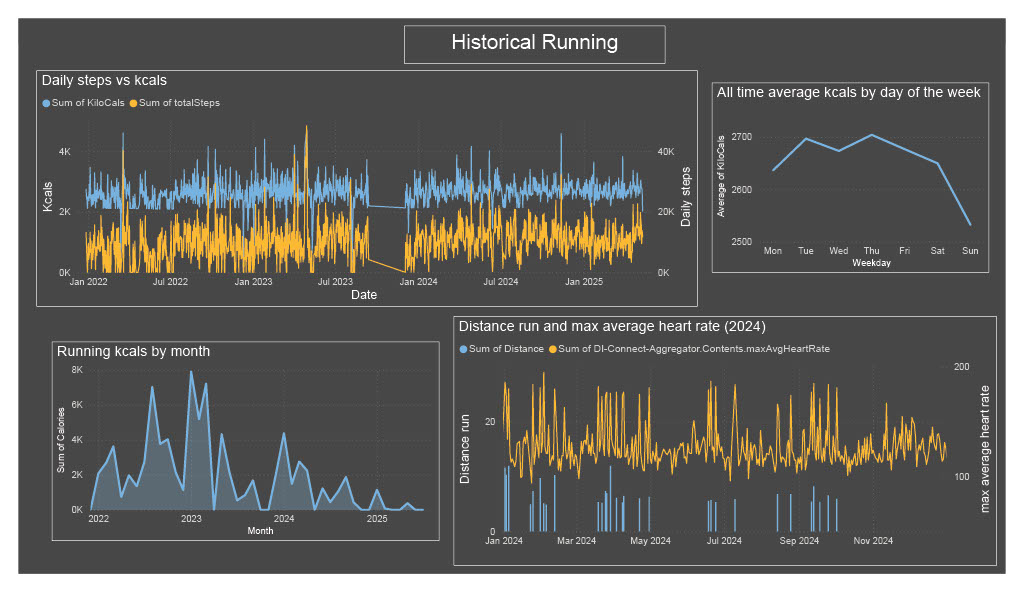 Historical Running
Daily steps vs kcals
Sum of KiloCals Sum of totalSteps
Kcals
4K
2K
0K
40K
20K
0K
Daily steps
Jan 2022 Jul 2022 Jan 2023 Jul 2023 Jan 2024 Jul 2024 Jan 2025
Date
All time average kcals by day of the week
Average of KiloCals
2700
2600
2500
Mon Tue Wed Thu Fri Sat Sun
Weekday
Running kcals by month
Sum of Calories
8K
6K
4K
2K
0K
2022 2023 2024 2025
Month
Distance run and max average heart rate (2024)
Sum of Distance Sum of DI-Connect-Aggregator.Contents.maxAvgHeartRate
Distance run
20
0
200
100
max average heart rate
Jan 2024 Mar 2024 May 2024 Jul 2024 Sep 2024 Nov 2024